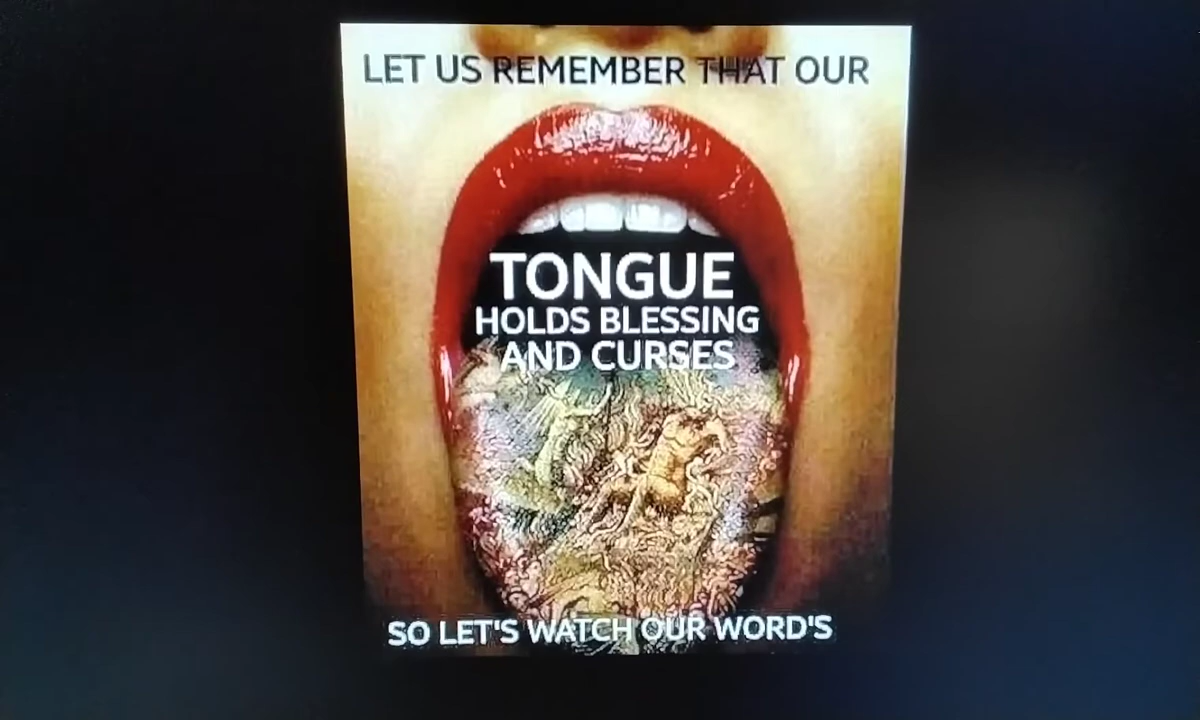 LET US REMEMBER THAT OUR
TONGUE
HOLDS BLESSING
AND CURSES
SO LET'S WATCH OUR WORD'S